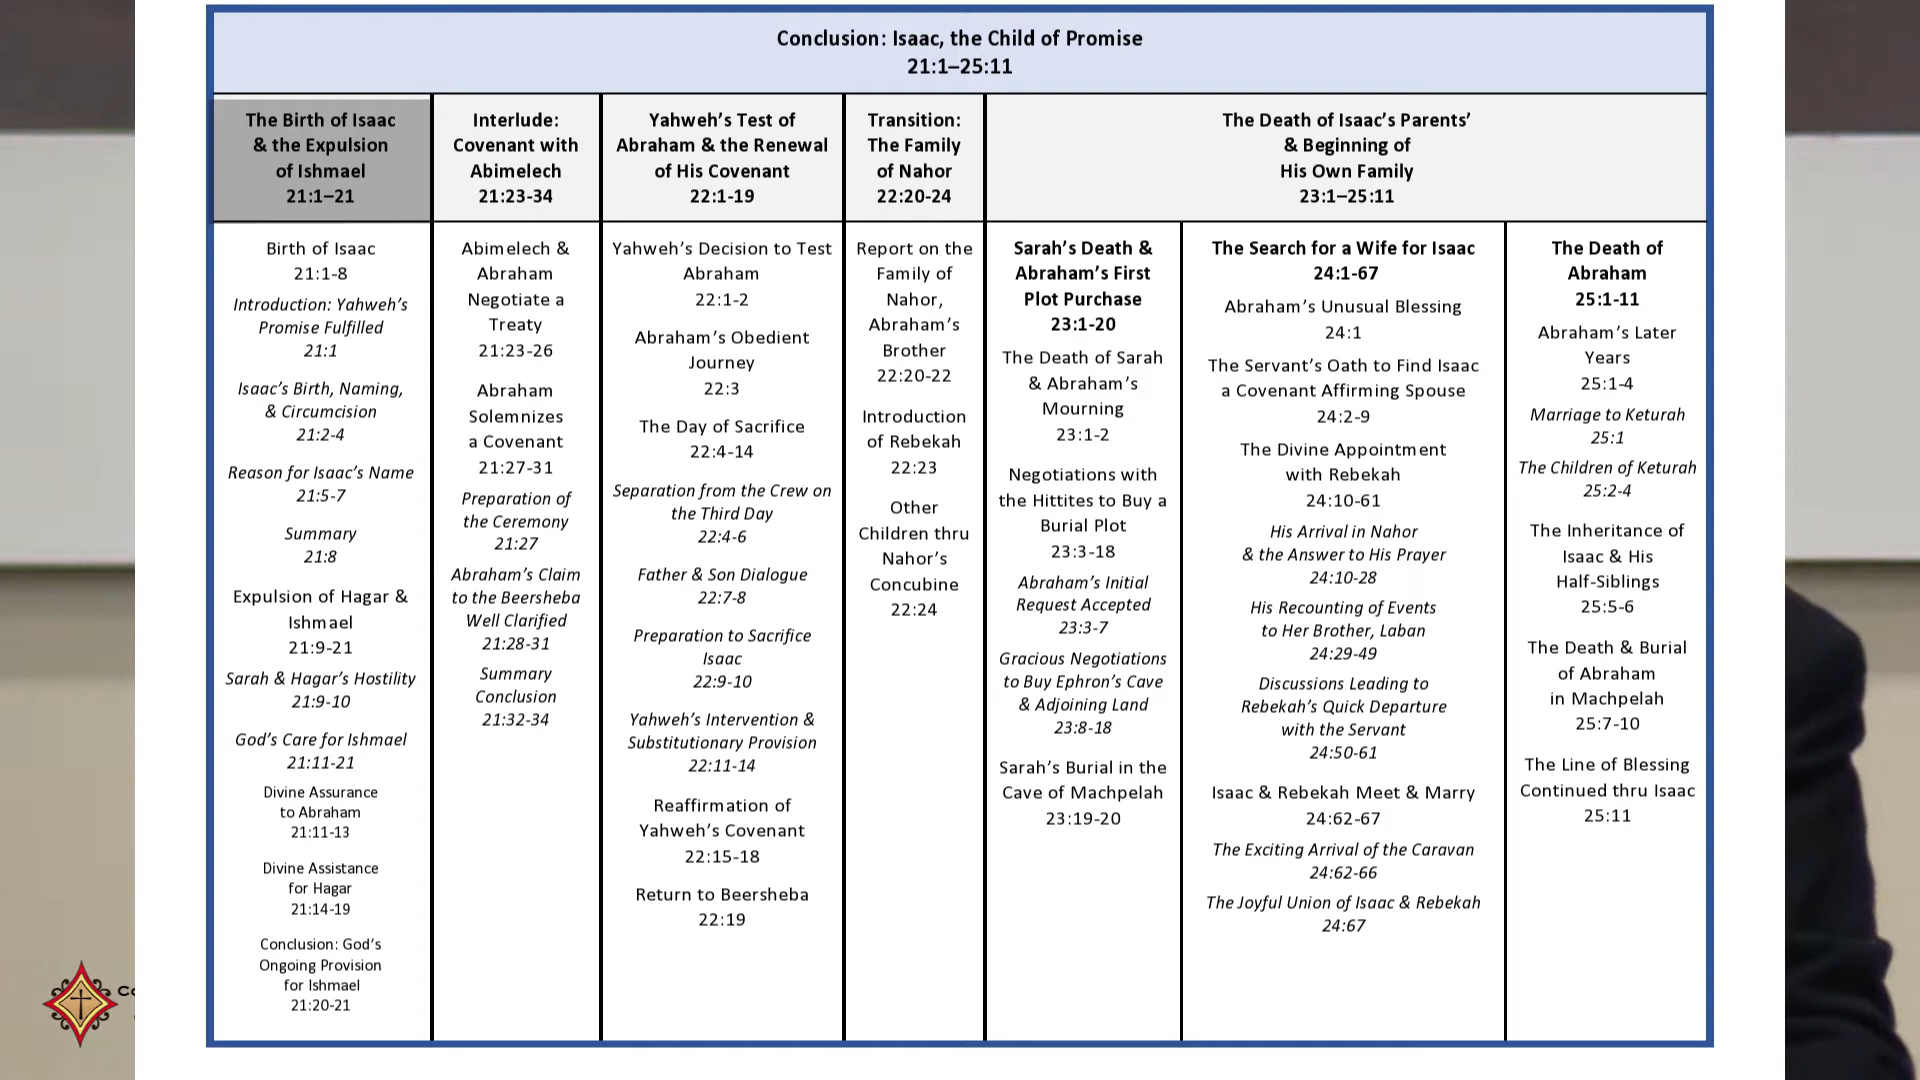 Conclusion: Isaac, the Child of Promise
21:1–25:11
The Birth of Isaac
& the Expulsion
of Ishmael
21:1–21
Interlude:
Covenant with
Abimelech
21:23-34
Yahweh’s Test of
Abraham & the Renewal
of His Covenant
22:1-19
Transition:
The Family
of Nahor
22:20-24
The Death of Isaac’s Parents’
& Beginning of
His Own Family
23:1–25:11
Birth of Isaac
21:1-8
Introduction: Yahweh’s
Promise Fulfilled
21:1
Isaac’s Birth, Naming,
& Circumcision
21:2-4
Reason for Isaac’s Name
21:5-7
Summary
21:8
Expulsion of Hagar &
Ishmael
21:9-21
Sarah & Hagar’s Hostility
21:9-10
God’s Care for Ishmael
21:11-21
Divine Assurance
to Abraham
21:11-13
Divine Assistance
for Hagar
21:14-19
Conclusion: God’s
Ongoing Provision
for Ishmael
21:20-21
Abimelech &
Abraham
Negotiate a
Treaty
21:23-26
Abraham
Solemnizes
a Covenant
21:27-31
Preparation of
the Ceremony
21:27
Abraham’s Claim
to the Beersheba
Well Clarified
21:28-31
Summary
Conclusion
21:32-34
Yahweh’s Decision to Test
Abraham
22:1-2
Abraham’s Obedient
Journey
22:3
The Day of Sacrifice
22:4-14
Separation from the Crew on
the Third Day
22:4-6
Father & Son Dialogue
22:7-8
Preparation to Sacrifice
Isaac
22:9-10
Yahweh’s Intervention &
Substitutionary Provision
22:11-14
Reaffirmation of
Yahweh’s Covenant
22:15-18
Return to Beersheba
22:19
Report on the
Family of
Nahor,
Abraham’s
Brother
22:20-22
Introduction
of Rebekah
22:23
Other
Children thru
Nahor’s
Concubine
22:24
Sarah’s Death &
Abraham’s First
Plot Purchase
23:1-20
The Death of Sarah
& Abraham’s
Mourning
23:1-2
Negotiations with
the Hittites to Buy a
Burial Plot
23:3-18
Abraham’s Initial
Request Accepted
23:3-7
Gracious Negotiations
to Buy Ephron’s Cave
& Adjoining Land
23:8-18
Sarah’s Burial in the
Cave of Machpelah
23:19-20
The Search for a Wife for Isaac
24:1-67
Abraham’s Unusual Blessing
24:1
The Servant’s Oath to Find Isaac
a Covenant Affirming Spouse
24:2-9
The Divine Appointment
with Rebekah
24:10-61
His Arrival in Nahor
& the Answer to His Prayer
24:10-28
His Recounting of Events
to Her Brother, Laban
24:29-49
Discussions Leading to
Rebekah’s Quick Departure
with the Servant
24:50-61
Isaac & Rebekah Meet & Marry
24:62-67
The Exciting Arrival of the Caravan
24:62-66
The Joyful Union of Isaac & Rebekah
24:67
The Death of
Abraham
25:1-11
Abraham’s Later
Years
25:1-4
Marriage to Keturah
25:1
The Children of Keturah
25:2-4
The Inheritance of
Isaac & His
Half-Siblings
25:5-6
The Death & Burial
of Abraham
in Machpelah
25:7-10
The Line of Blessing
Continued thru Isaac
25:11